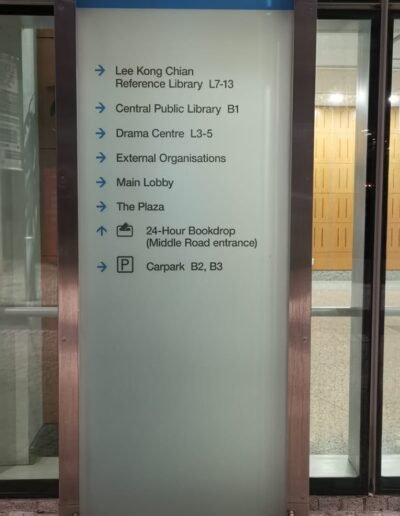 → Lee Kong Chian
Reference Library L7-13
→ Central Public Library B1
→ Drama Centre L3-5
→ External Organisations
→ Main Lobby
→ The Plaza
↑ 24-Hour Bookdrop
(Middle Road entrance)
→ P Carpark B2, B3